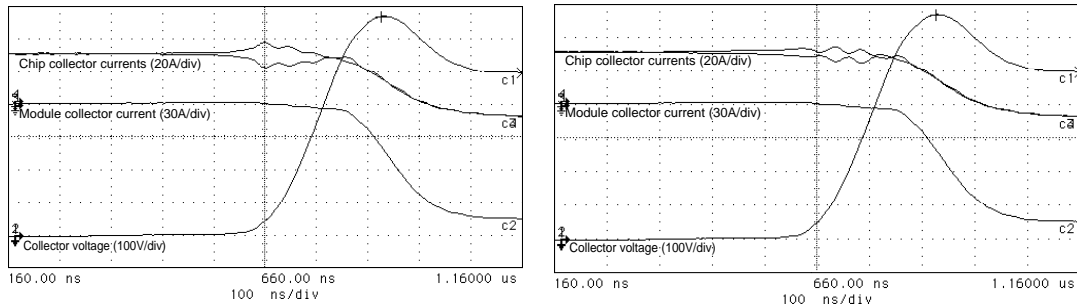 Chip collector currents (20A/div)
c1
Module collector current (30A/div)
c2
Collector voltage (100V/div)
160.00 ns
660.00 ns
1.16000 us
100 ns/div
Chip collector currents (20A/div)
c1
Module collector current (30A/div)
c2
Collector voltage (100V/div)
160.00 ns
660.00 ns
1.16000 us
100 ns/div